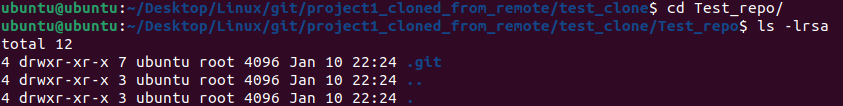 ubuntu@ubuntu:~/Desktop/Linux/git/project1_cloned_from_remote/test_clone$ cd Test_repo/
ubuntu@ubuntu:~/Desktop/Linux/git/project1_cloned_from_remote/test_clone/Test_repo$ ls -lrsa
total 12
4 drwxr-xr-x 7 ubuntu root 4096 Jan 10 22:24 .git
4 drwxr-xr-x 3 ubuntu root 4096 Jan 10 22:24 ..
4 drwxr-xr-x 3 ubuntu root 4096 Jan 10 22:24 .